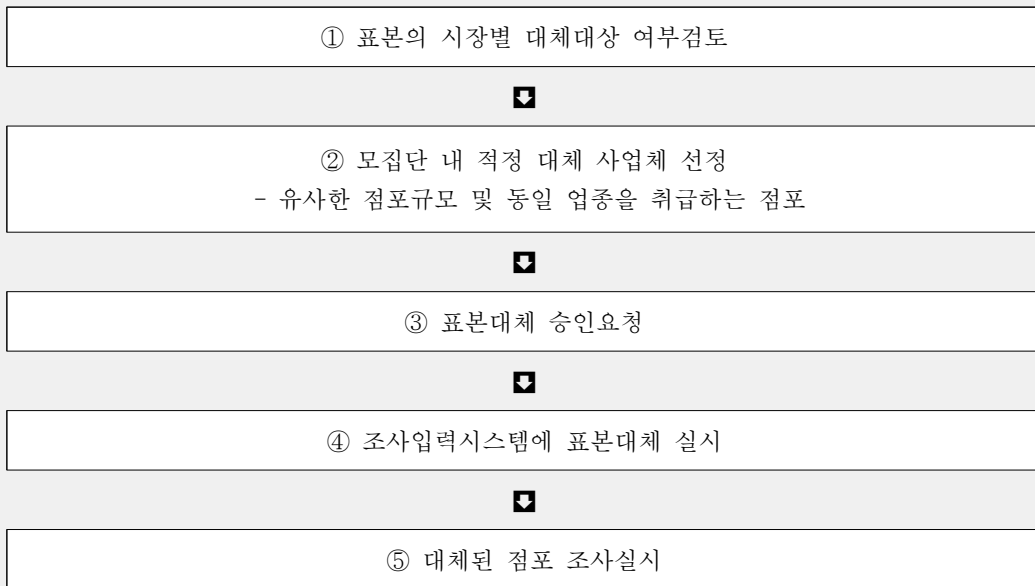 ① 표본의 시장별 대체대상 여부검토
② 모집단 내 적정 대체 사업체 선정
- 유사한 점포규모 및 동일 업종을 취급하는 점포
③ 표본대체 승인요청
④ 조사입력시스템에 표본대체 실시
⑤ 대체된 점포 조사실시